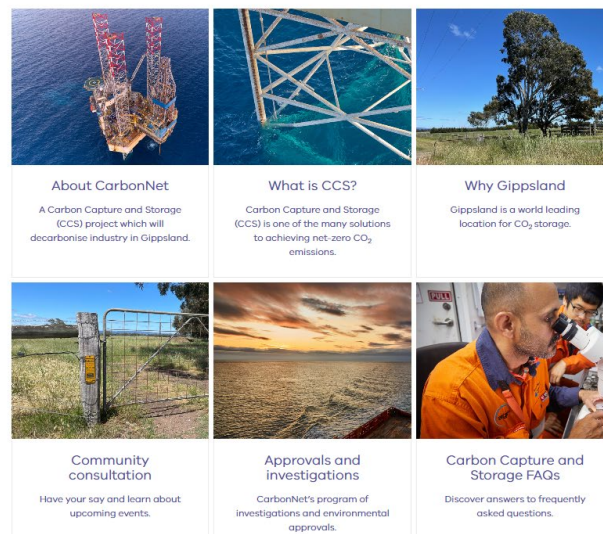 About CarbonNet
A Carbon Capture and Storage
(CCS) project which will
decarbonise industry in Gippsland.
What is CCS?
Carbon Capture and Storage
(CCS) is one of the many solutions
to achieving net-zero CO₂
emissions.
Why Gippsland
Gippsland is a world leading
location for CO₂ storage.
FULL
Community
consultation
Have your say and learn about
upcoming events.
Approvals and
investigations
CarbonNet's program of
investigations and environmental
approvals.
Carbon Capture and
Storage FAQs
Discover answers to frequently
asked questions.